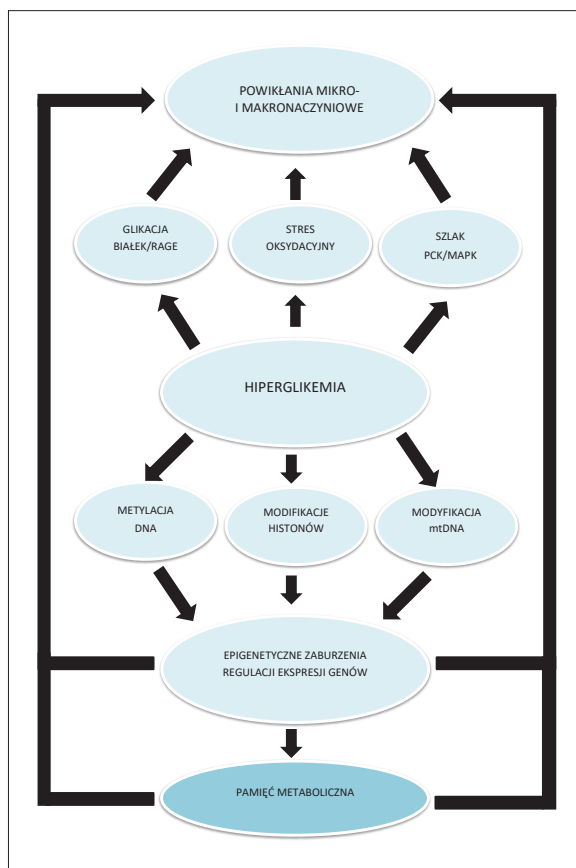 POWIKŁANIA MIKRO-
I MAKRONACZYNIOWE
GLIKACJA
BIAŁEK/RAGE
STRES
OKSYDACYJNY
SZLAK
PCK/MAPK
HIPERGLIKEMIA
METYLACJA
DNA
MODIFIKACJE
HISTONÓW
MODYFIKACJA
mtDNA
EPIGENETYCZNE ZABURZENIA
REGULACJI EKSPRESJI GENÓW
PAMIĘĆ METABOLICZNA